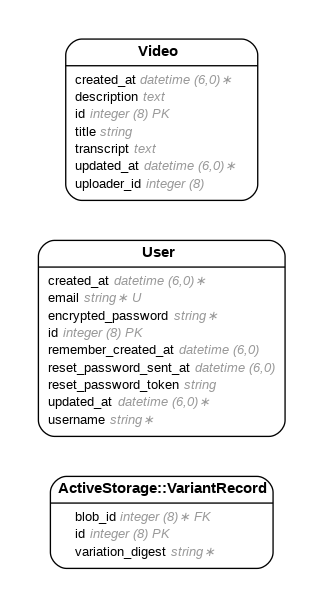 Video
created_at datetime (6,0)∗
description text
id integer (8) PK
title string
transcript text
updated_at datetime (6,0)∗
uploader_id integer (8)
User
created_at datetime (6,0)∗
email string∗ U
encrypted_password string∗
id integer (8) PK
remember_created_at datetime (6,0)
reset_password_sent_at datetime (6,0)
reset_password_token string
updated_at datetime (6,0)∗
username string∗
ActiveStorage::VariantRecord
blob_id integer (8)∗ FK
id integer (8) PK
variation_digest string∗